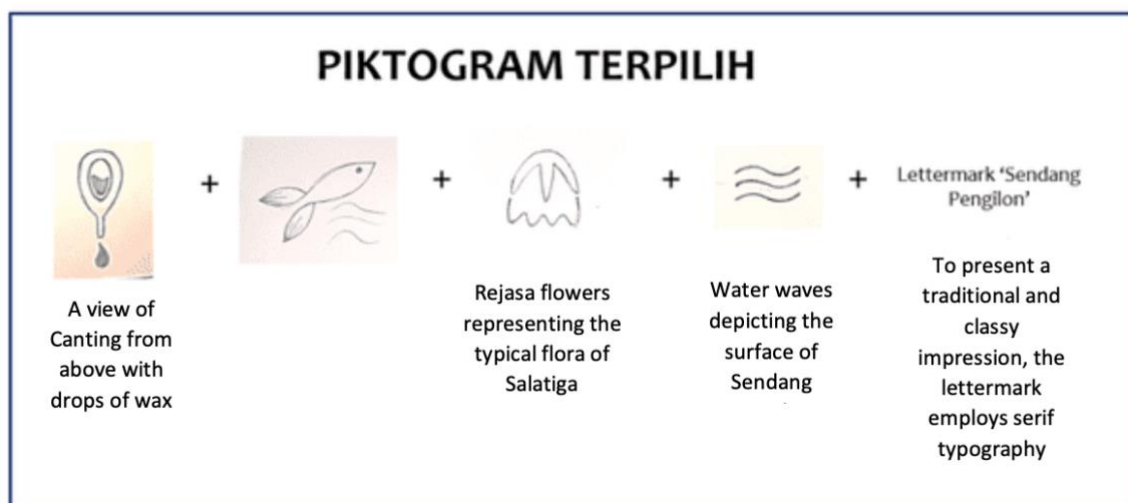 PIKTOGRAM TERPILIH
+
+
+
+
Lettermark ‘Sendang
Pengilon’
A view of
Canting from
above with
drops of wax
Rejasa flowers
representing the
typical flora of
Salatiga
Water waves
depicting the
surface of
Sendang
To present a
traditional and
classy
impression, the
lettermark
employs serif
typography